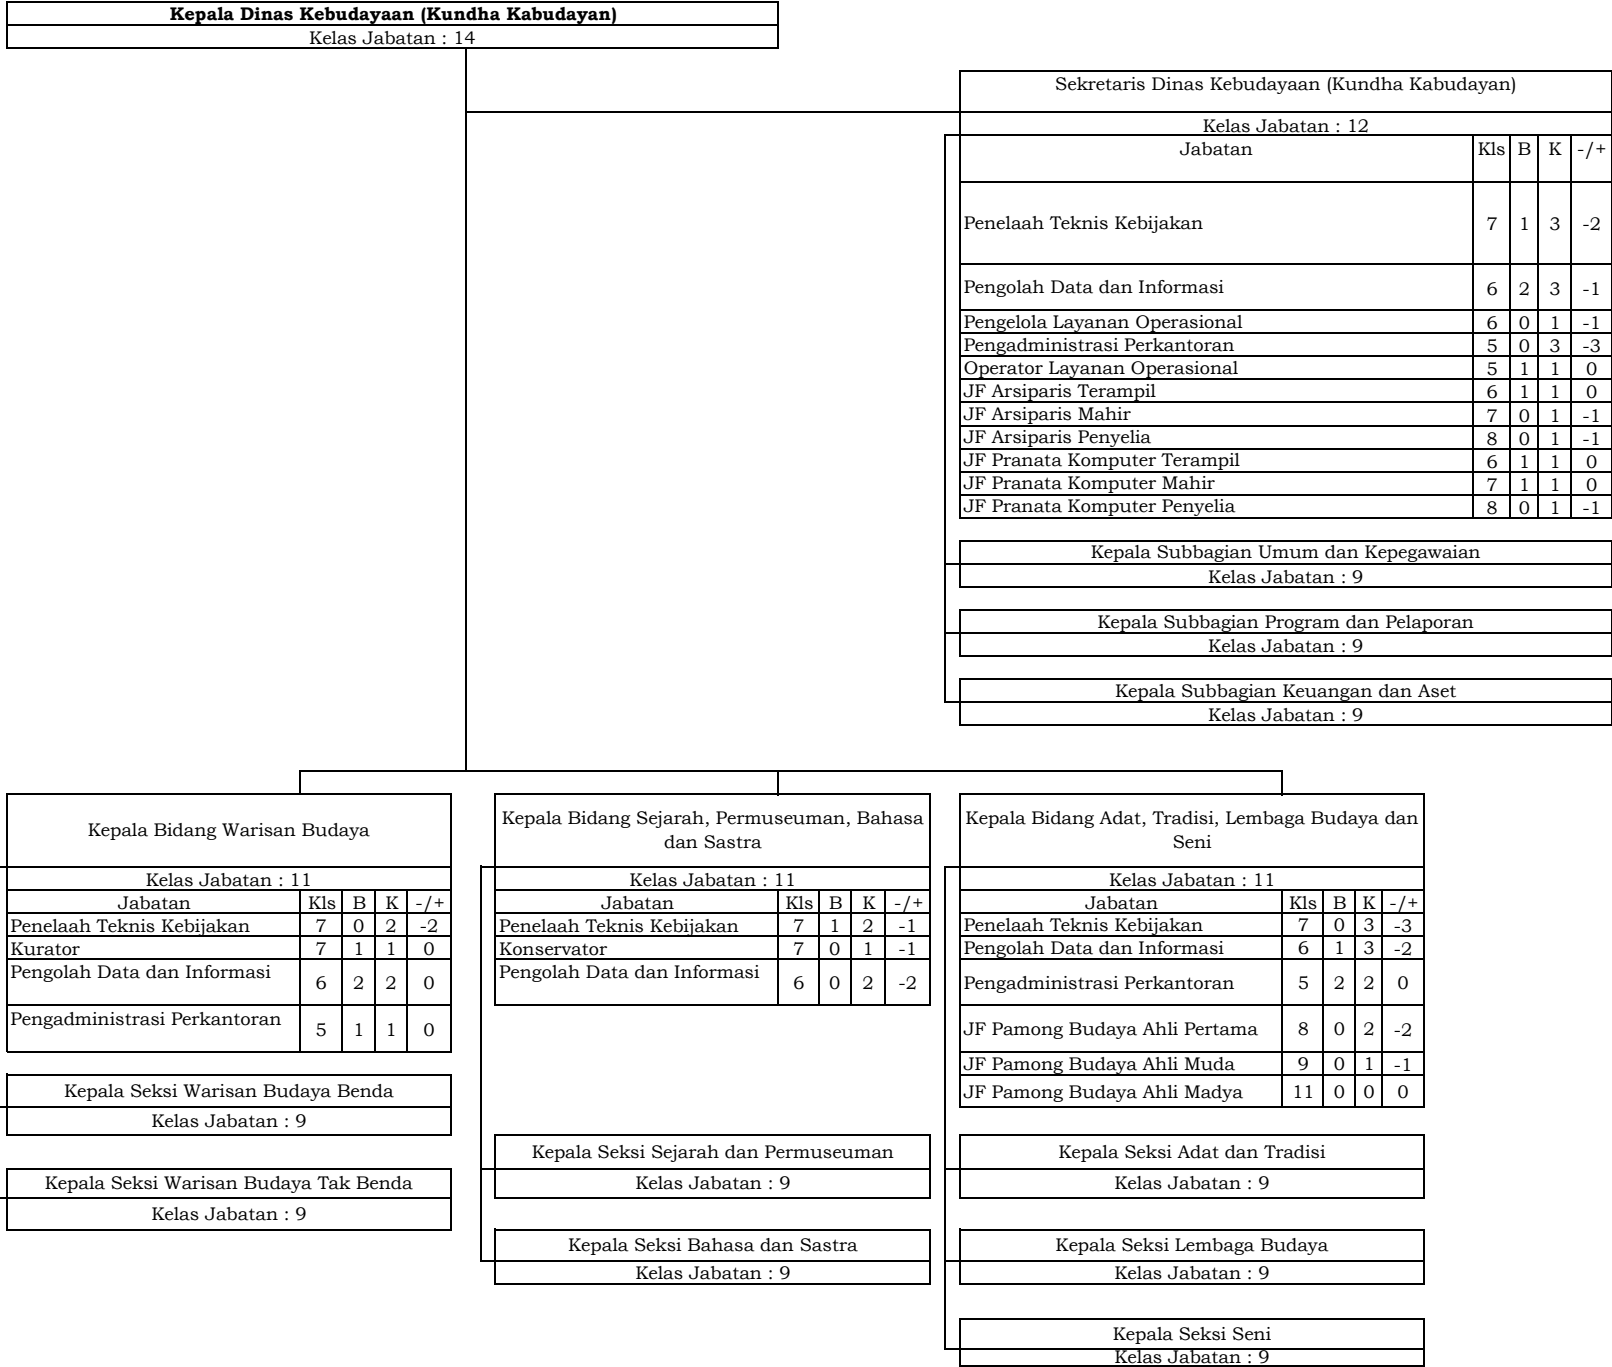 Kepala Dinas Kebudayaan (Kundha Kabudayan)
Kelas Jabatan : 14
Sekretaris Dinas Kebudayaan (Kundha Kabudayan)
Kelas Jabatan : 12
Jabatan Kls B K -/+
Penelaah Teknis Kebijakan 7 1 3 -2
Pengolah Data dan Informasi 6 2 3 -1
Pengelola Layanan Operasional 6 0 1 -1
Pengadministrasi Perkantoran 5 0 3 -3
Operator Layanan Operasional 5 1 1 0
JF Arsiparis Terampil 6 1 1 0
JF Arsiparis Mahir 7 0 1 -1
JF Arsiparis Penyelia 8 0 1 -1
JF Pranata Komputer Terampil 6 1 1 0
JF Pranata Komputer Mahir 7 1 1 0
JF Pranata Komputer Penyelia 8 0 1 -1
Kepala Subbagian Umum dan Kepegawaian
Kelas Jabatan : 9
Kepala Subbagian Program dan Pelaporan
Kelas Jabatan : 9
Kepala Subbagian Keuangan dan Aset
Kelas Jabatan : 9
Kepala Bidang Warisan Budaya
Kelas Jabatan : 11
Jabatan Kls B K -/+
Penelaah Teknis Kebijakan 7 0 2 -2
Kurator 7 1 1 0
Pengolah Data dan Informasi 6 2 2 0
Pengadministrasi Perkantoran 5 1 1 0
Kepala Seksi Warisan Budaya Benda
Kelas Jabatan : 9
Kepala Seksi Warisan Budaya Tak Benda
Kelas Jabatan : 9
Kepala Bidang Sejarah, Permuseuman, Bahasa
dan Sastra
Kelas Jabatan : 11
Jabatan Kls B K -/+
Penelaah Teknis Kebijakan 7 1 2 -1
Konservator 7 0 1 -1
Pengolah Data dan Informasi 6 0 2 -2
Kepala Seksi Sejarah dan Permuseuman
Kelas Jabatan : 9
Kepala Seksi Bahasa dan Sastra
Kelas Jabatan : 9
Kepala Bidang Adat, Tradisi, Lembaga Budaya dan
Seni
Kelas Jabatan : 11
Jabatan Kls B K -/+
Penelaah Teknis Kebijakan 7 0 3 -3
Pengolah Data dan Informasi 6 1 3 -2
Pengadministrasi Perkantoran 5 2 2 0
JF Pamong Budaya Ahli Pertama 8 0 2 -2
JF Pamong Budaya Ahli Muda 9 0 1 -1
JF Pamong Budaya Ahli Madya 11 0 0 0
Kepala Seksi Adat dan Tradisi
Kelas Jabatan : 9
Kepala Seksi Lembaga Budaya
Kelas Jabatan : 9
Kepala Seksi Seni
Kelas Jabatan : 9